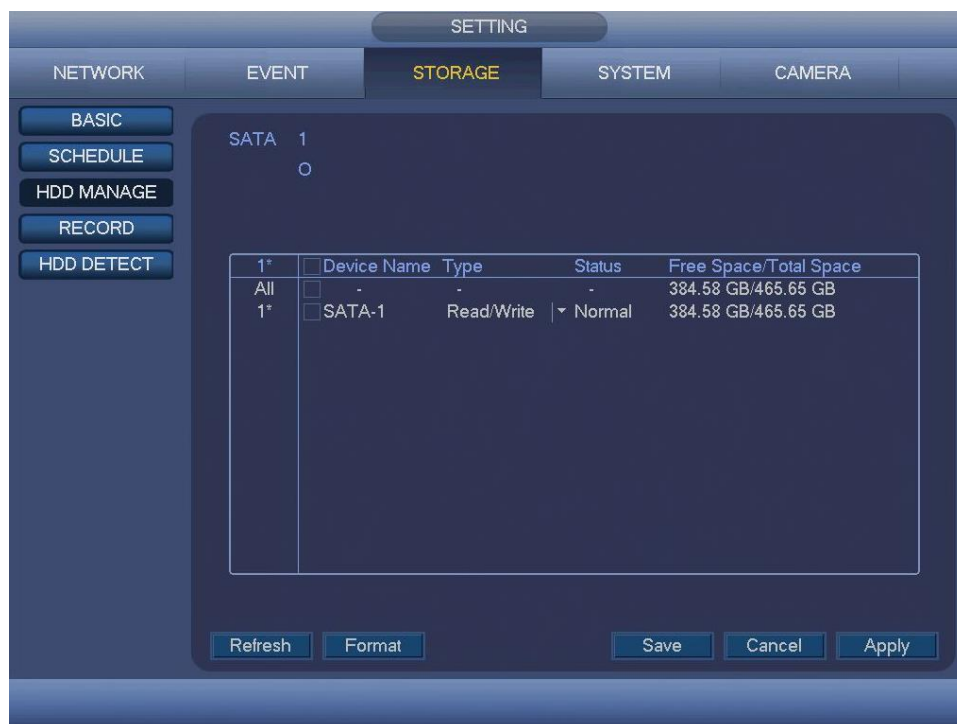 SETTING
NETWORK EVENT STORAGE SYSTEM CAMERA
BASIC
SCHEDULE
HDD MANAGE
RECORD
HDD DETECT
SATA 1
O
1* Device Name Type Status Free Space/Total Space
All - - - 384.58 GB/465.65 GB
1* SATA-1 Read/Write Normal 384.58 GB/465.65 GB
Refresh Format Save Cancel Apply